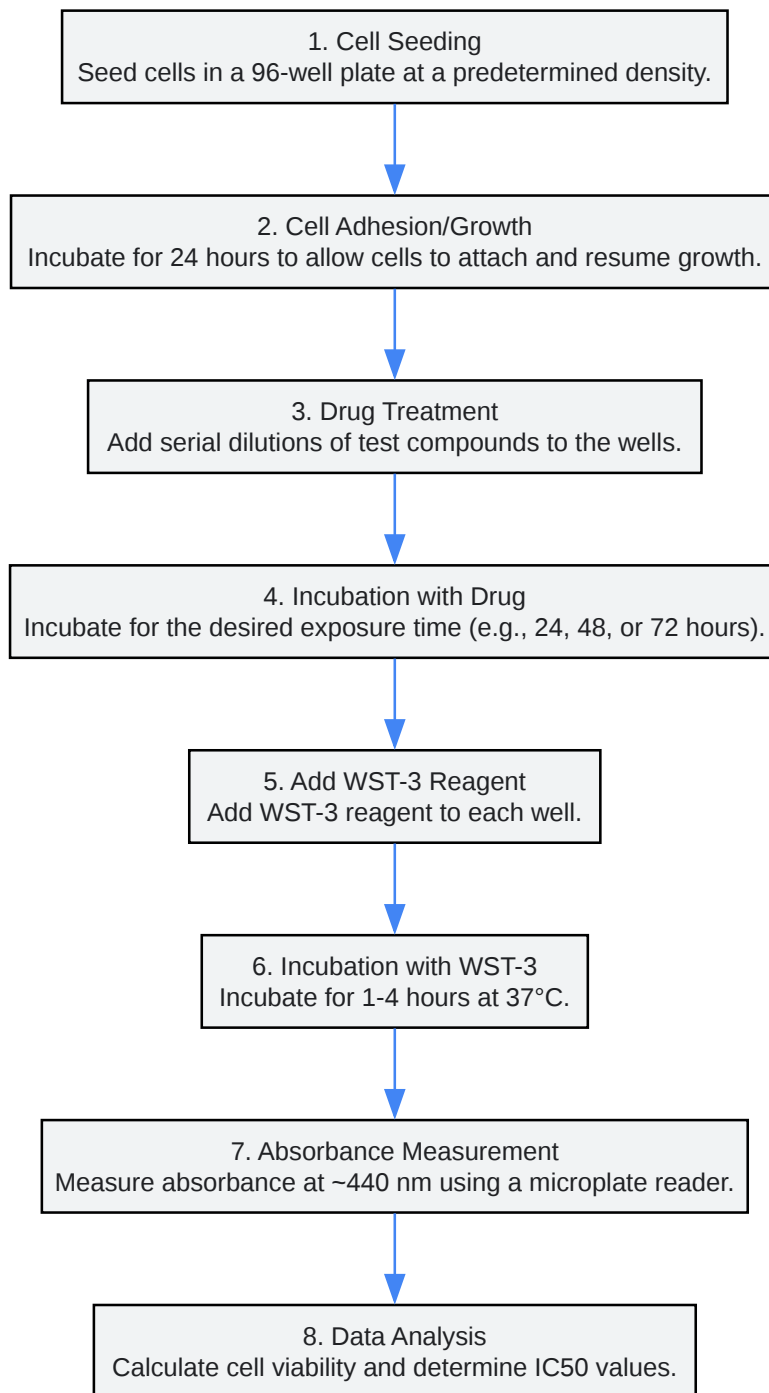 1. Cell Seeding
Seed cells in a 96-well plate at a predetermined density.
2. Cell Adhesion/Growth
Incubate for 24 hours to allow cells to attach and resume growth.
3. Drug Treatment
Add serial dilutions of test compounds to the wells.
4. Incubation with Drug
Incubate for the desired exposure time (e.g., 24, 48, or 72 hours).
5. Add WST-3 Reagent
Add WST-3 reagent to each well.
6. Incubation with WST-3
Incubate for 1-4 hours at 37°C.
7. Absorbance Measurement
Measure absorbance at ~440 nm using a microplate reader.
8. Data Analysis
Calculate cell viability and determine IC50 values.